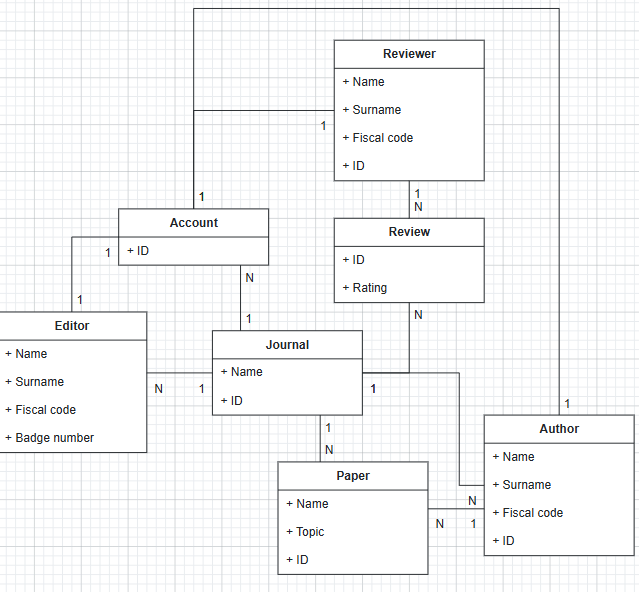 Reviewer
+ Name
+ Surname
+ Fiscal code
+ ID
1
1
1
N
Account
+ ID
1
Review
+ ID
+ Rating
N
1
1
N
Editor
+ Name
+ Surname
+ Fiscal code
+ Badge number
N
1
Journal
+ Name
+ ID
1
1
N
1
Author
+ Name
+ Surname
+ Fiscal code
+ ID
Paper
+ Name
+ Topic
+ ID
N
N
1